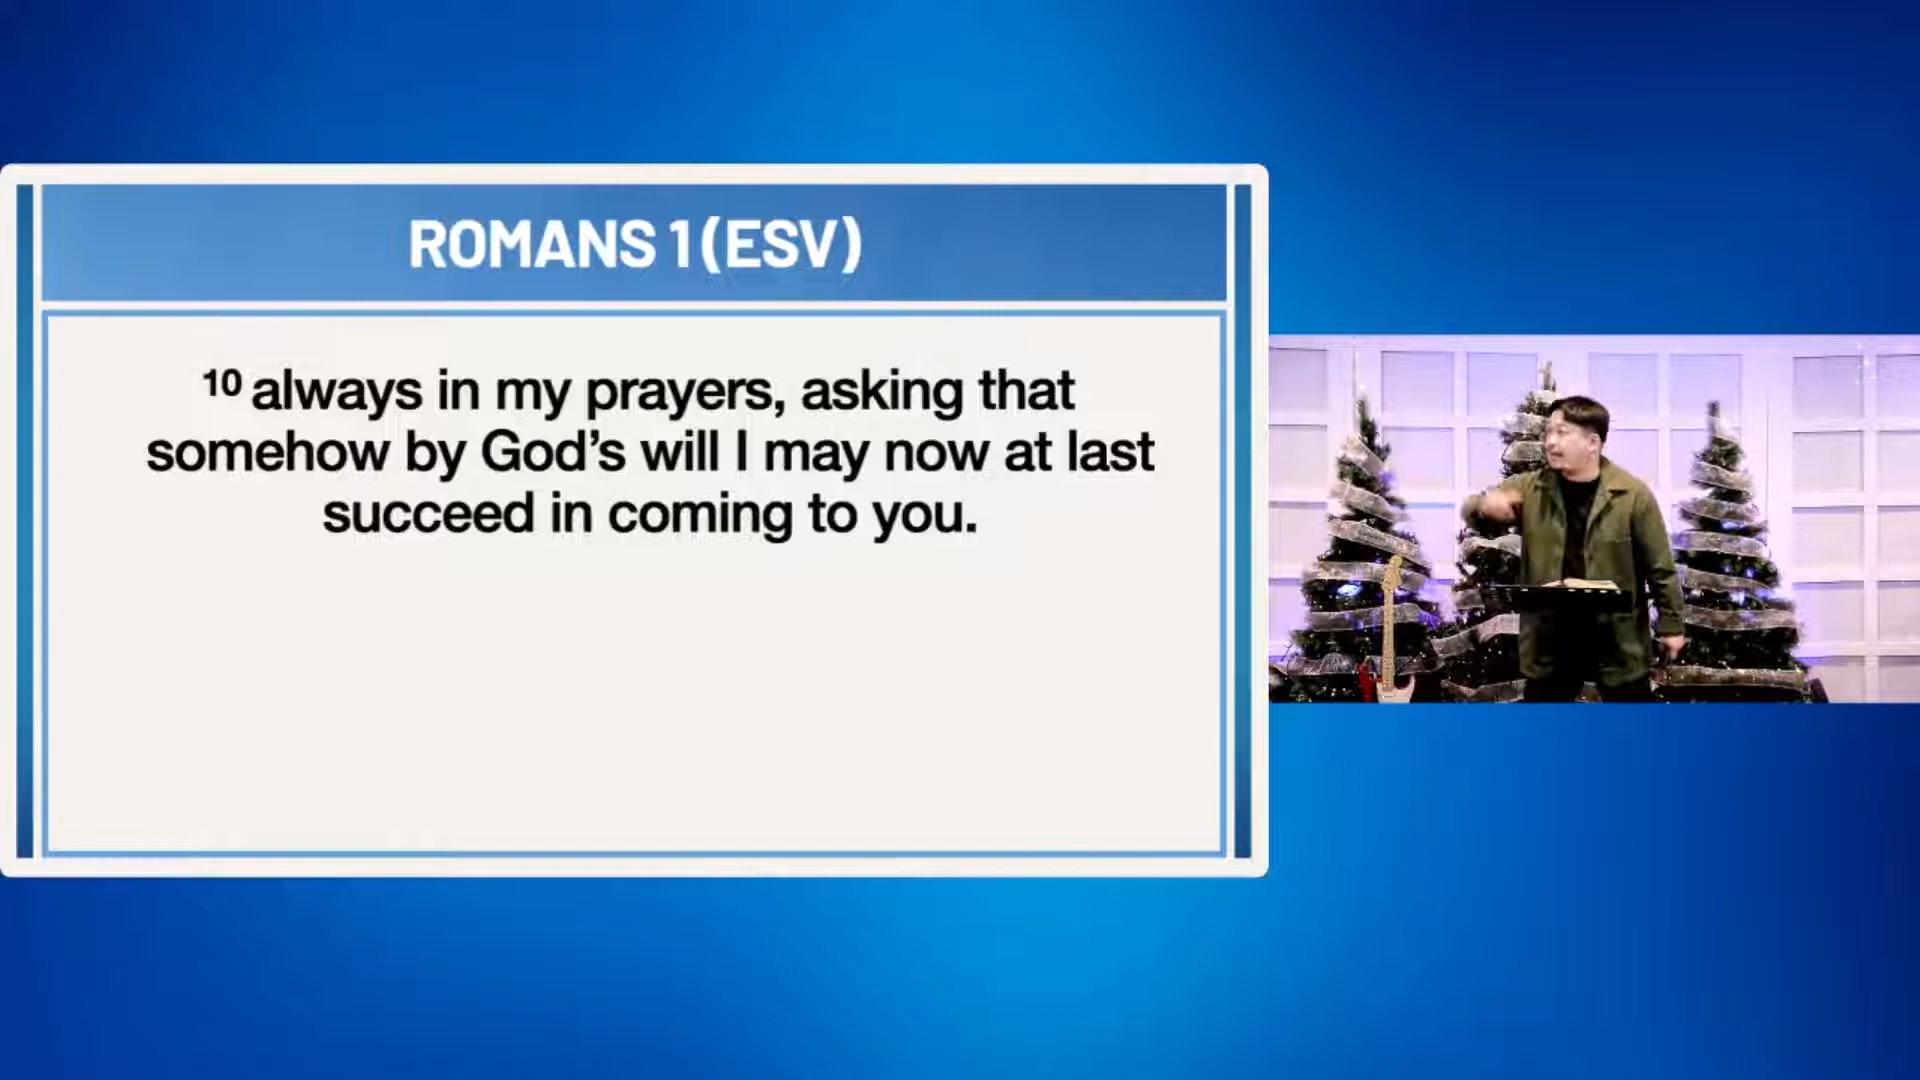 ROMANS 1 (ESV)
10 always in my prayers, asking that
somehow by God’s will I may now at last
succeed in coming to you.